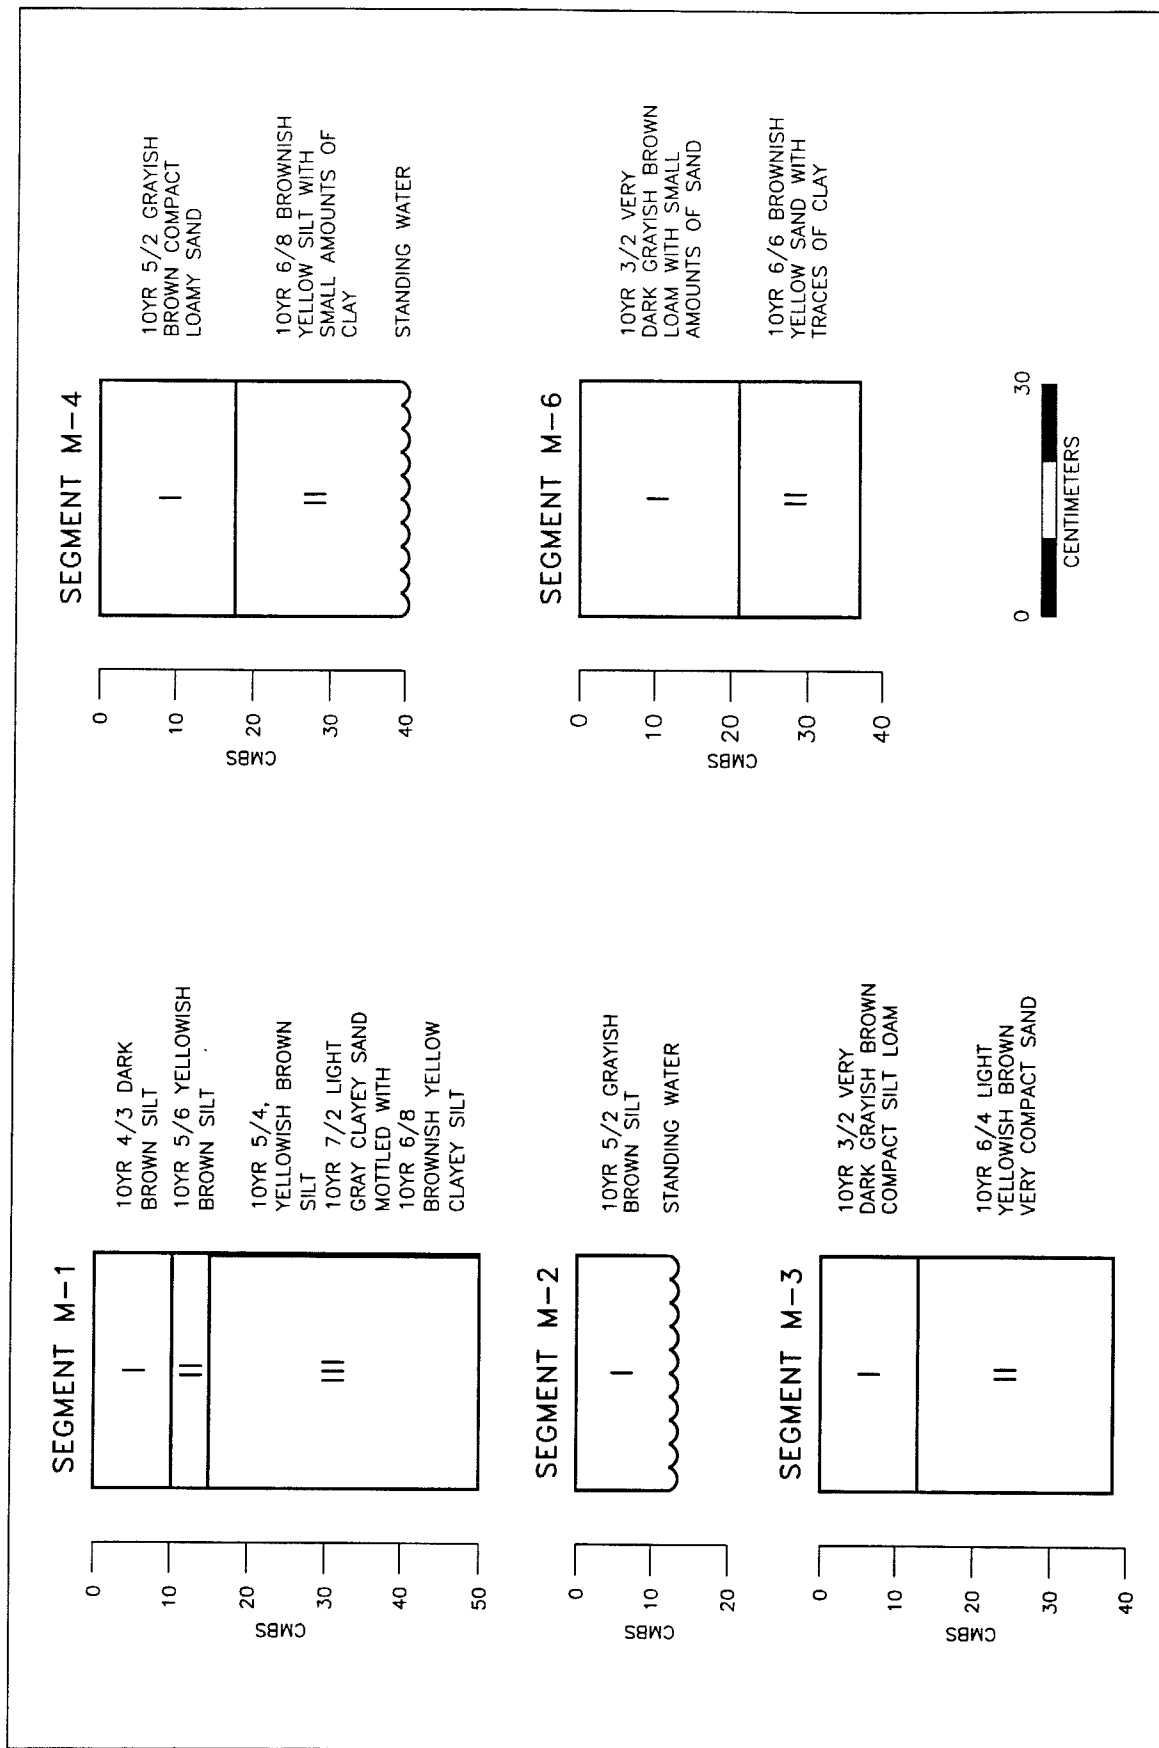 SEGMENT M-1
0
10
20
30
40
50
CMBS
I
II
III
10YR 4/3 DARK
BROWN SILT
10YR 5/6 YELLOWISH
BROWN SILT
10YR 5/4,
YELLOWISH BROWN
SILT
10YR 7/2 LIGHT
GRAY CLAYEY SAND
MOTTLED WITH
10YR 6/8
BROWNISH YELLOW
CLAYEY SILT
SEGMENT M-2
0
10
20
CMBS
I
10YR 5/2 GRAYISH
BROWN SILT
STANDING WATER
SEGMENT M-3
0
10
20
30
40
CMBS
I
II
10YR 3/2 VERY
DARK GRAYISH BROWN
COMPACT SILT LOAM
10YR 6/4 LIGHT
YELLOWISH BROWN
VERY COMPACT SAND
SEGMENT M-4
0
10
20
30
40
CMBS
I
II
10YR 5/2 GRAYISH
BROWN COMPACT
LOAMY SAND
10YR 6/8 BROWNISH
YELLOW SILT WITH
SMALL AMOUNTS OF
CLAY
STANDING WATER
SEGMENT M-6
0
10
20
30
40
CMBS
I
II
10YR 3/2 VERY
DARK GRAYISH BROWN
LOAM WITH SMALL
AMOUNTS OF SAND
10YR 6/6 BROWNISH
YELLOW SAND WITH
TRACES OF CLAY
0 30
CENTIMETERS